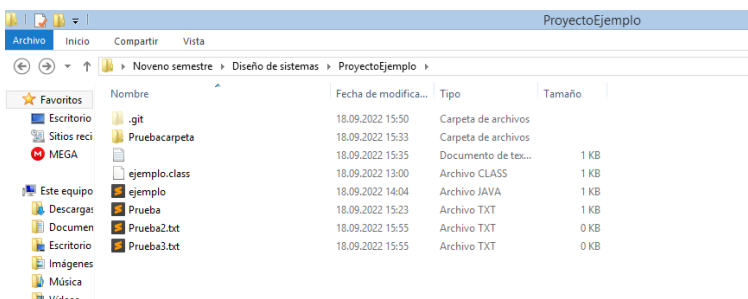 ProyectoEjemplo
Archivo Inicio Compartir Vista
Noveno semestre Diseño de sistemas ProyectoEjemplo
Favoritos
Escritorio
Sitios reci
MEGA
Este equipo
Descargas
Documen
Escritorio
Imágenes
Música
Nombre Fecha de modifica... Tipo Tamaño
.git 18.09.2022 15:50 Carpeta de archivos
Pruebacarpeta 18.09.2022 15:33 Carpeta de archivos
18.09.2022 15:35 Documento de tex... 1 KB
ejemplo.class 18.09.2022 13:00 Archivo CLASS 1 KB
ejemplo 18.09.2022 14:04 Archivo JAVA 1 KB
Prueba 18.09.2022 15:23 Archivo TXT 1 KB
Prueba2.txt 18.09.2022 15:55 Archivo TXT 0 KB
Prueba3.txt 18.09.2022 15:55 Archivo TXT 0 KB